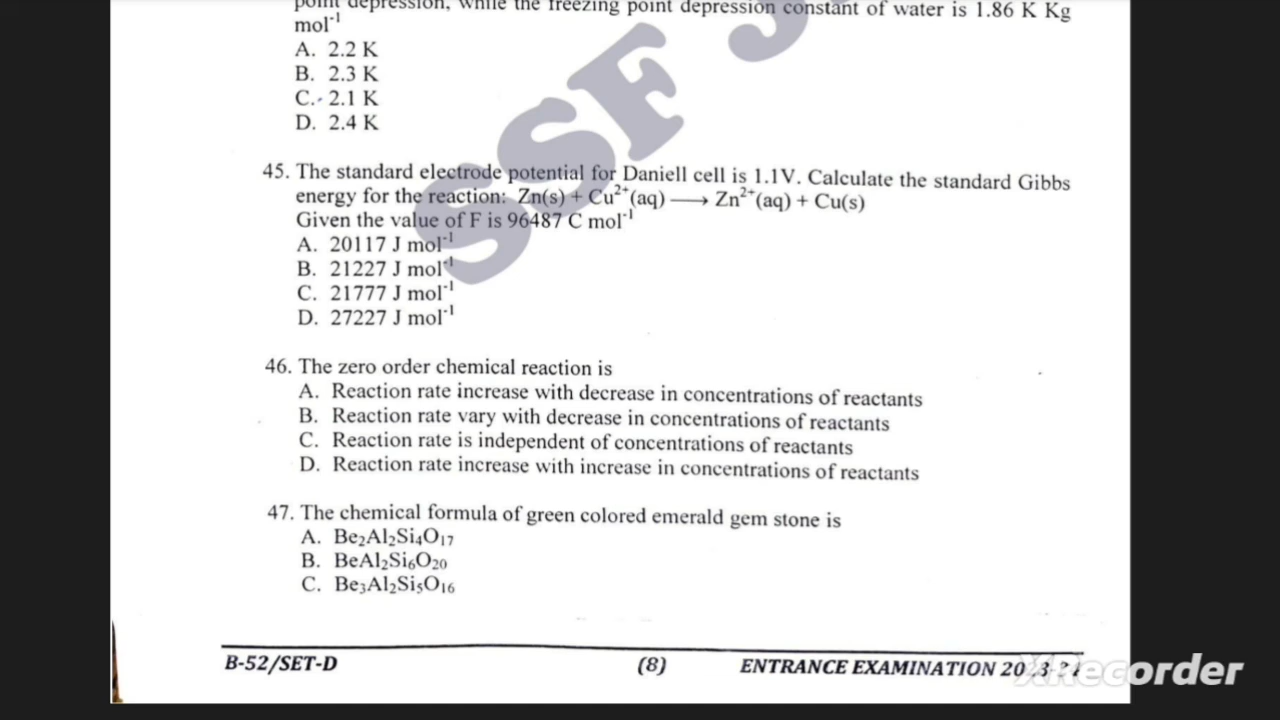 point depression, while the freezing point depression constant of water is 1.86 K Kg
mol⁻¹
A. 2.2 K
B. 2.3 K
C. 2.1 K
D. 2.4 K
45. The standard electrode potential for Daniell cell is 1.1V. Calculate the standard Gibbs
energy for the reaction: Zn(s) + Cu²⁺(aq) ⟶ Zn²⁺(aq) + Cu(s)
Given the value of F is 96487 C mol⁻¹
A. 20117 J mol⁻¹
B. 21227 J mol⁻¹
C. 21777 J mol⁻¹
D. 27227 J mol⁻¹
46. The zero order chemical reaction is
A. Reaction rate increase with decrease in concentrations of reactants
B. Reaction rate vary with decrease in concentrations of reactants
C. Reaction rate is independent of concentrations of reactants
D. Reaction rate increase with increase in concentrations of reactants
47. The chemical formula of green colored emerald gem stone is
A. Be₂Al₂Si₄O₁₇
B. BeAl₂Si₆O₂₀
C. Be₃Al₂Si₅O₁₆
B-52/SET-D (8) ENTRANCE EXAMINATION
XRecorder
SSF